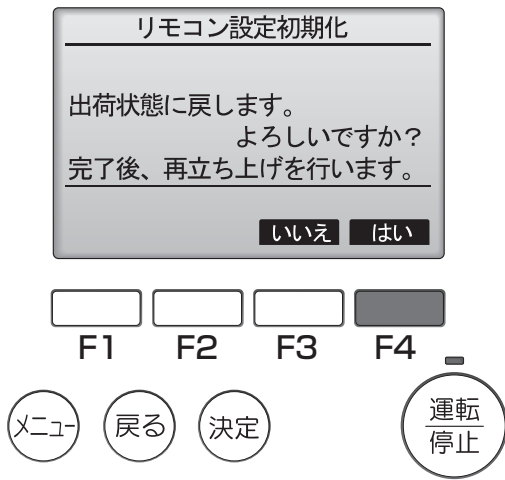 リモコン設定初期化
出荷状態に戻します。
よろしいですか?
完了後、再立ち上げを行います。
いいえ はい
F1 F2 F3 F4
メニュー 戻る 決定 運転
停止